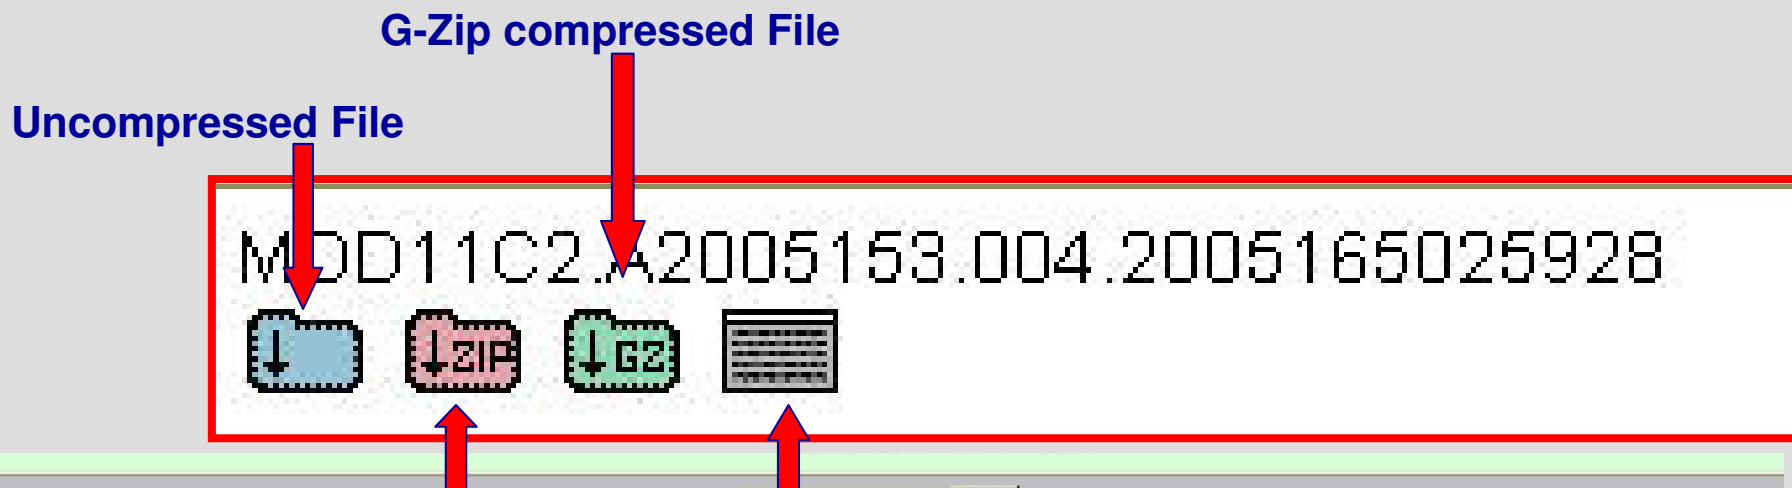 G-Zip compressed File
Uncompressed File
MOD11C2.A2005153.004.2005165025928
ZIP GZ